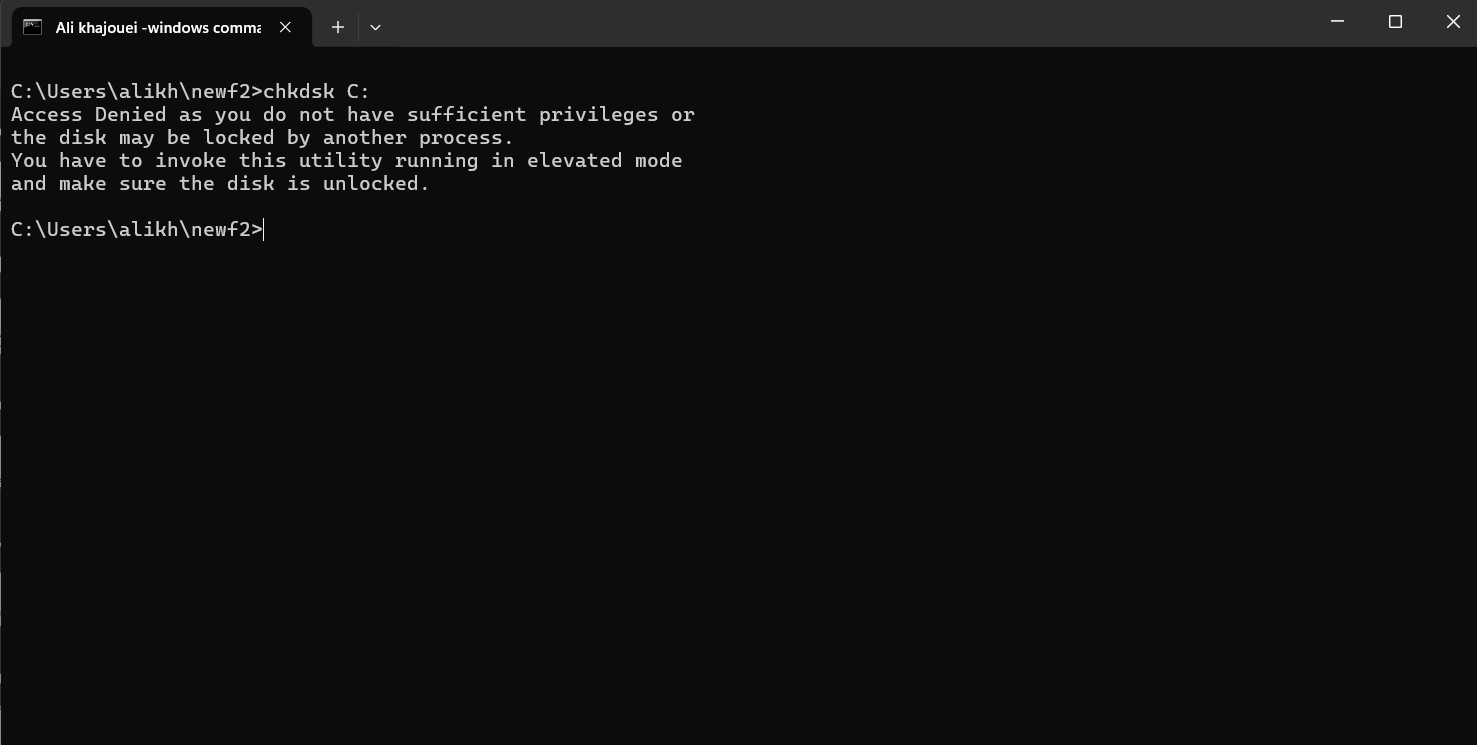 Ali khajouei -windows comma
C:\Users\alikh\newf2>chkdsk C:
Access Denied as you do not have sufficient privileges or
the disk may be locked by another process.
You have to invoke this utility running in elevated mode
and make sure the disk is unlocked.
C:\Users\alikh\newf2>